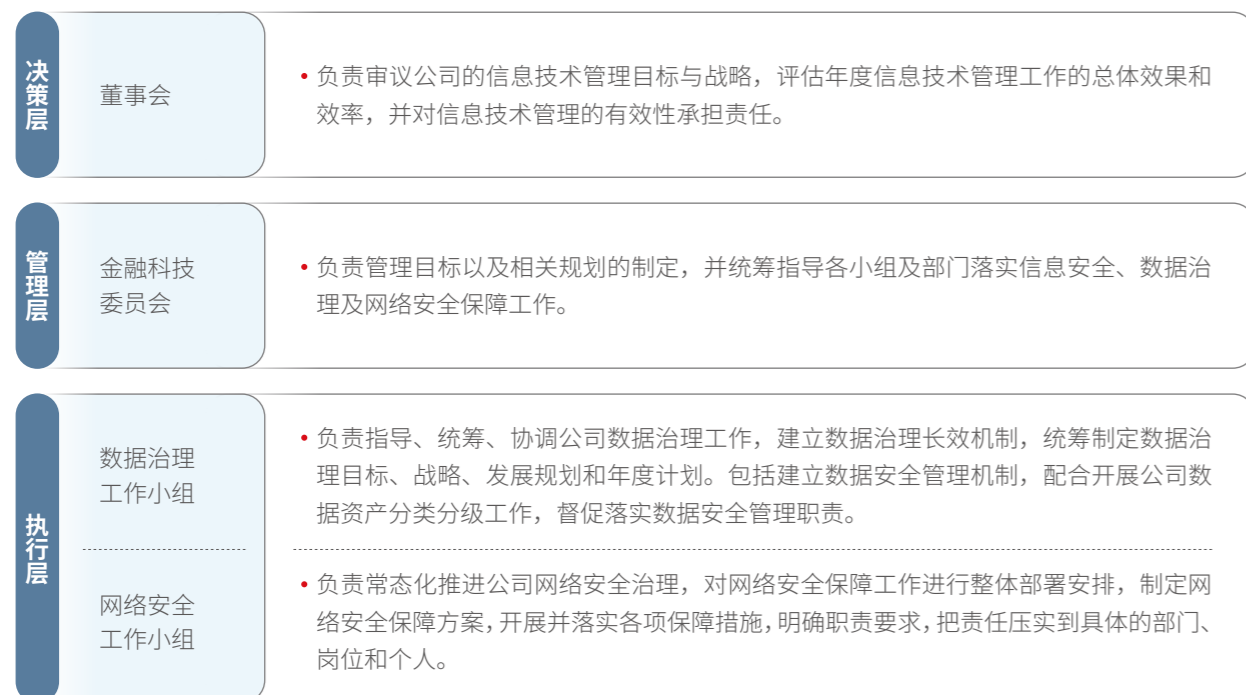 决策层
董事会
• 负责审议公司的信息技术管理目标与战略，评估年度信息技术管理工作的总体效果和
效率，并对信息技术管理的有效性承担责任。
管理层
金融科技
委员会
• 负责管理目标以及相关规划的制定，并统筹指导各小组及部门落实信息安全、数据治
理及网络安全保障工作。
执行层
数据治理
工作小组
• 负责指导、统筹、协调公司数据治理工作，建立数据治理长效机制，统筹制定数据治
理目标、战略、发展规划和年度计划。包括建立数据安全管理机制，配合开展公司数
据资产分类分级工作，督促落实数据安全管理职责。
网络安全
工作小组
• 负责常态化推进公司网络安全治理，对网络安全保障工作进行整体部署安排，制定网
络安全保障方案，开展并落实各项保障措施，明确职责要求，把责任压实到具体的部门、
岗位和个人。